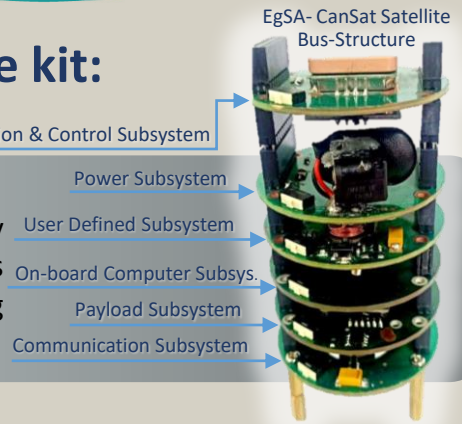 EgSA- CanSat Satellite
Bus-Structure
e kit:
on & Control Subsystem
Power Subsystem
y
User Defined Subsystem
s
On-board Computer Subsys.
g
Payload Subsystem
Communication Subsystem